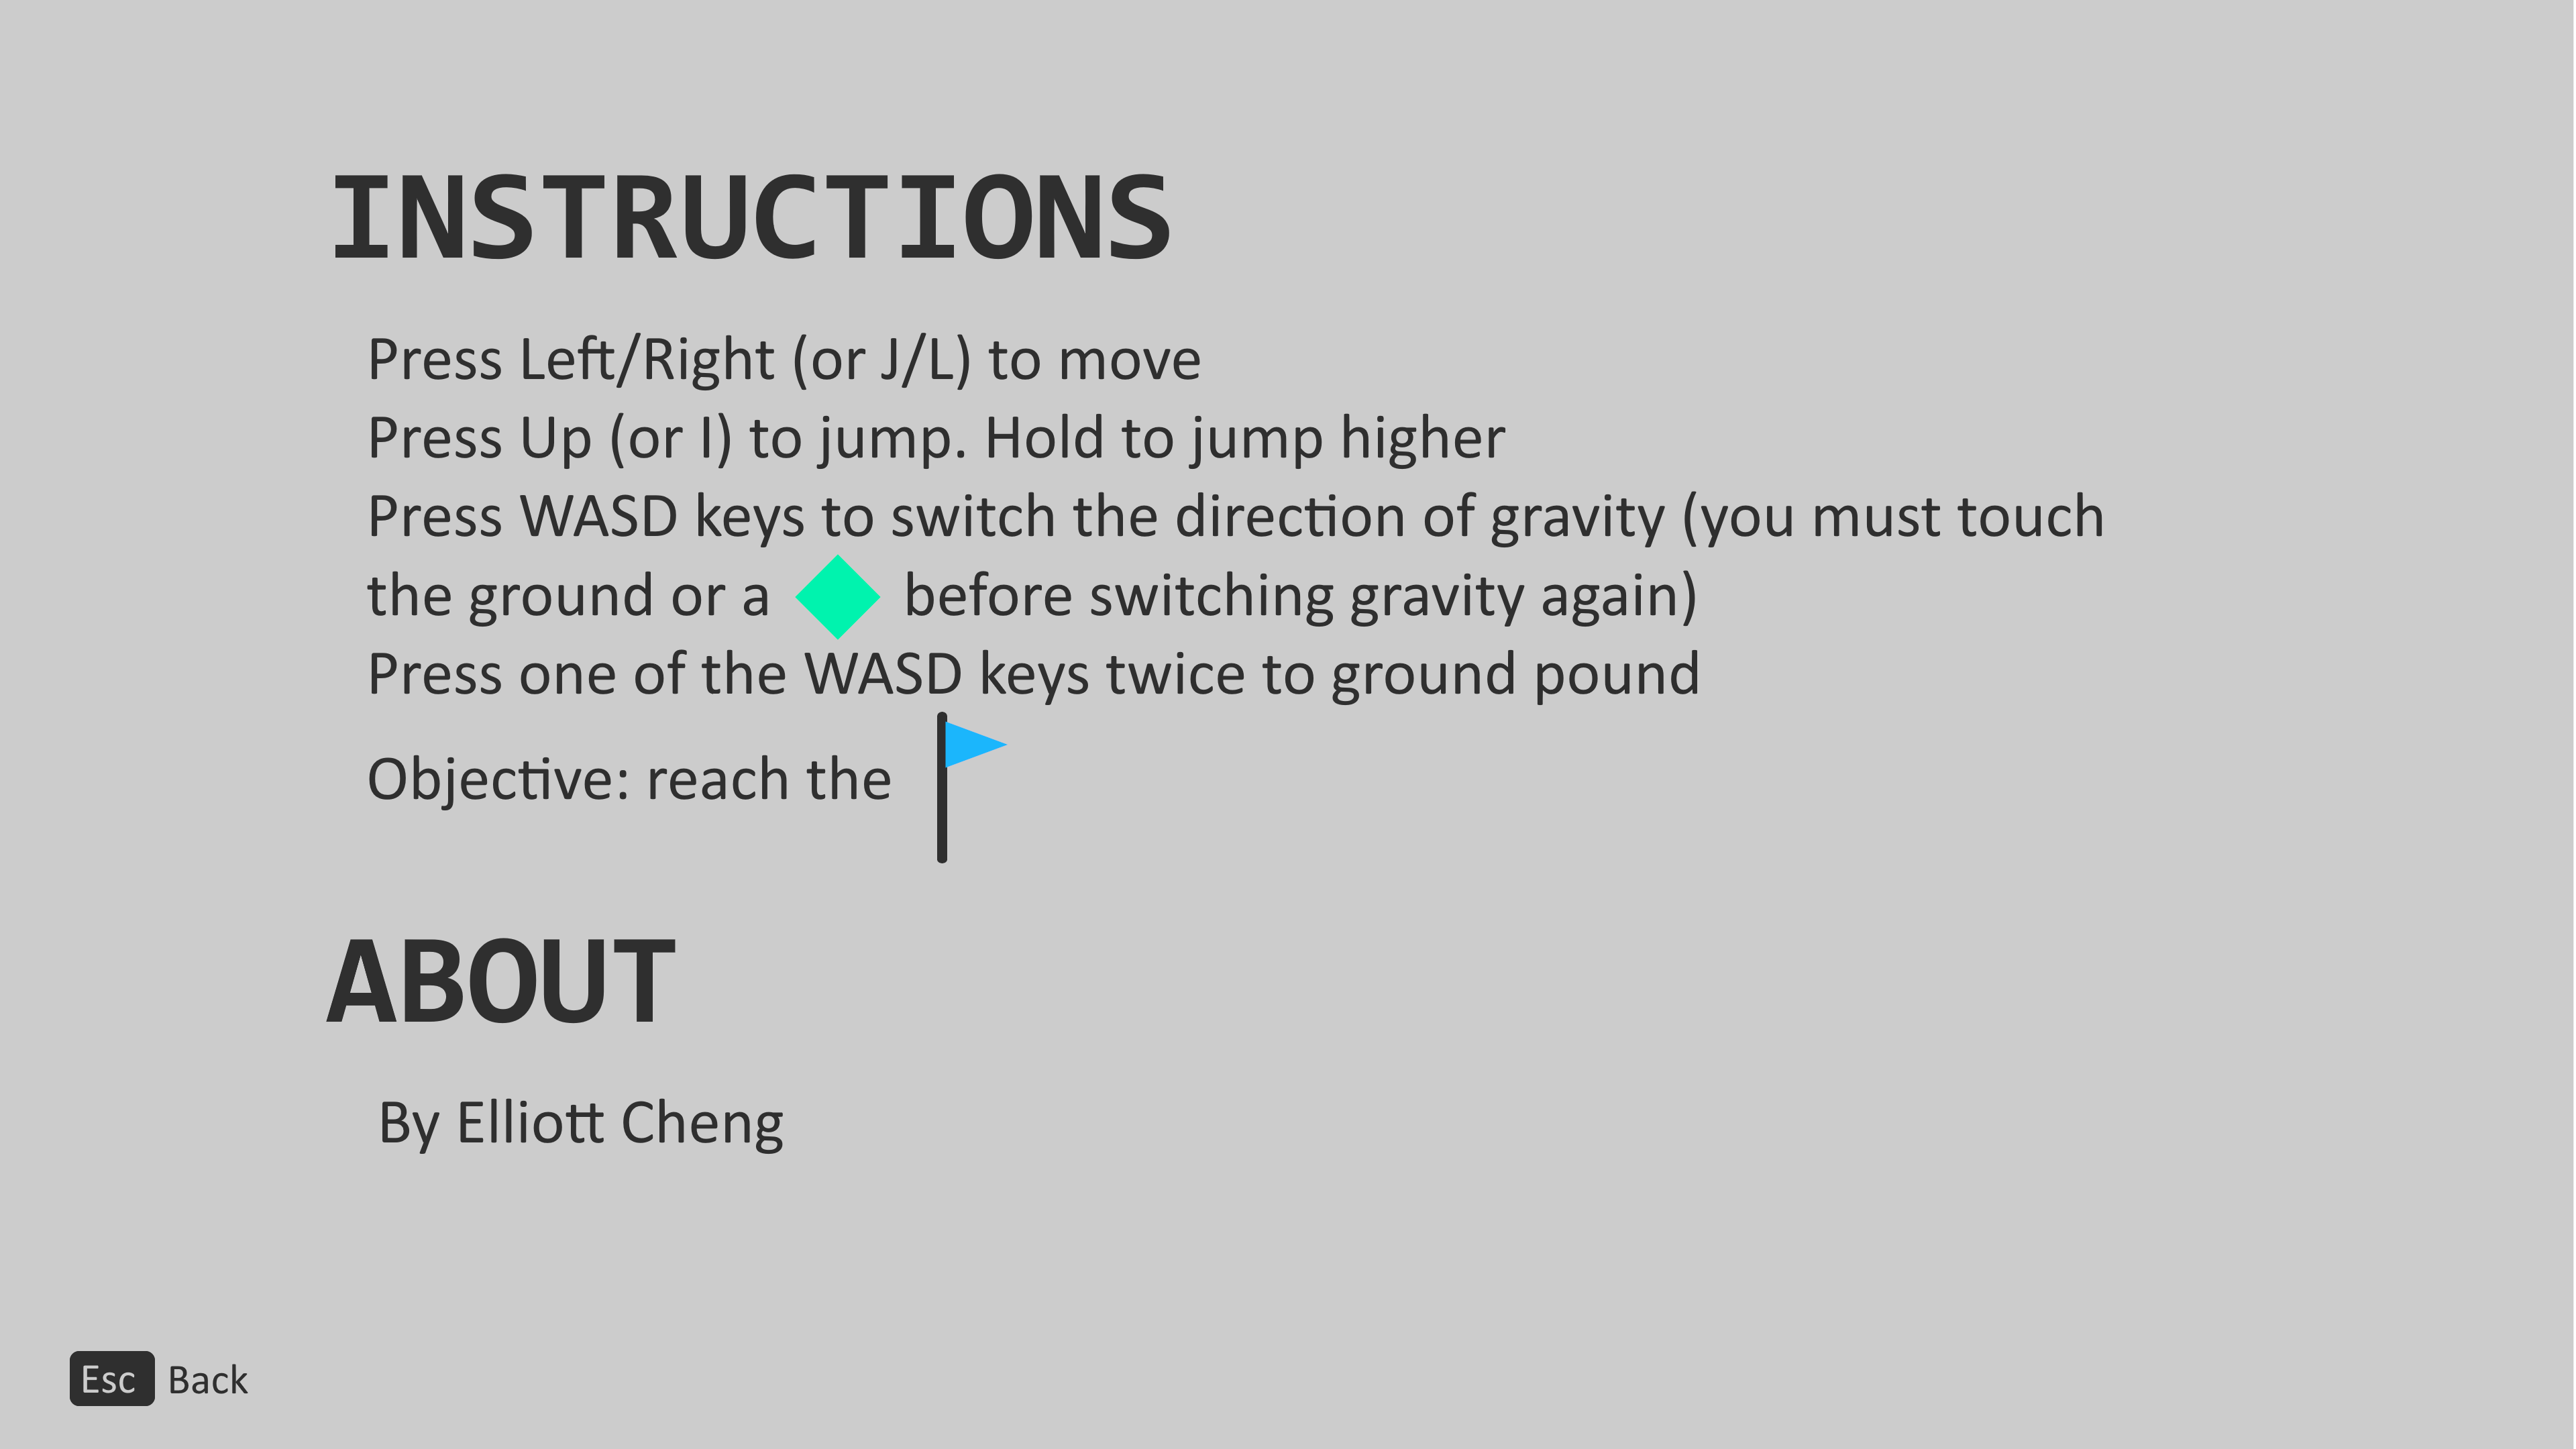 INSTRUCTIONS
Press Left/Right (or J/L) to move
Press Up (or I) to jump. Hold to jump higher
Press WASD keys to switch the direction of gravity (you must touch
the ground or a before switching gravity again)
Press one of the WASD keys twice to ground pound
Objective: reach the
ABOUT
By Elliott Cheng
Esc Back